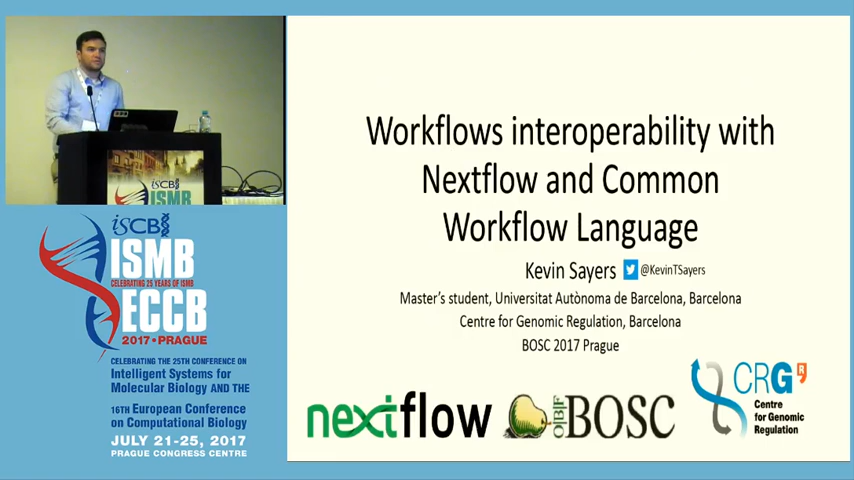 iSCB
ISMB
iSCB
ISMB
CELEBRATING 25 YEARS OF ISMB
ECCB
2017 • PRAGUE
CELEBRATING THE 25TH CONFERENCE ON
Intelligent Systems for
Molecular Biology AND THE
16TH European Conference
on Computational Biology
JULY 21-25, 2017
PRAGUE CONGRESS CENTRE
Workflows interoperability with
Nextflow and Common
Workflow Language
Kevin Sayers @KevinTSayers
Master's student, Universitat Autònoma de Barcelona, Barcelona
Centre for Genomic Regulation, Barcelona
BOSC 2017 Prague
nextflow
OBF
BOSC
CRG
R
Centre
for Genomic
Regulation